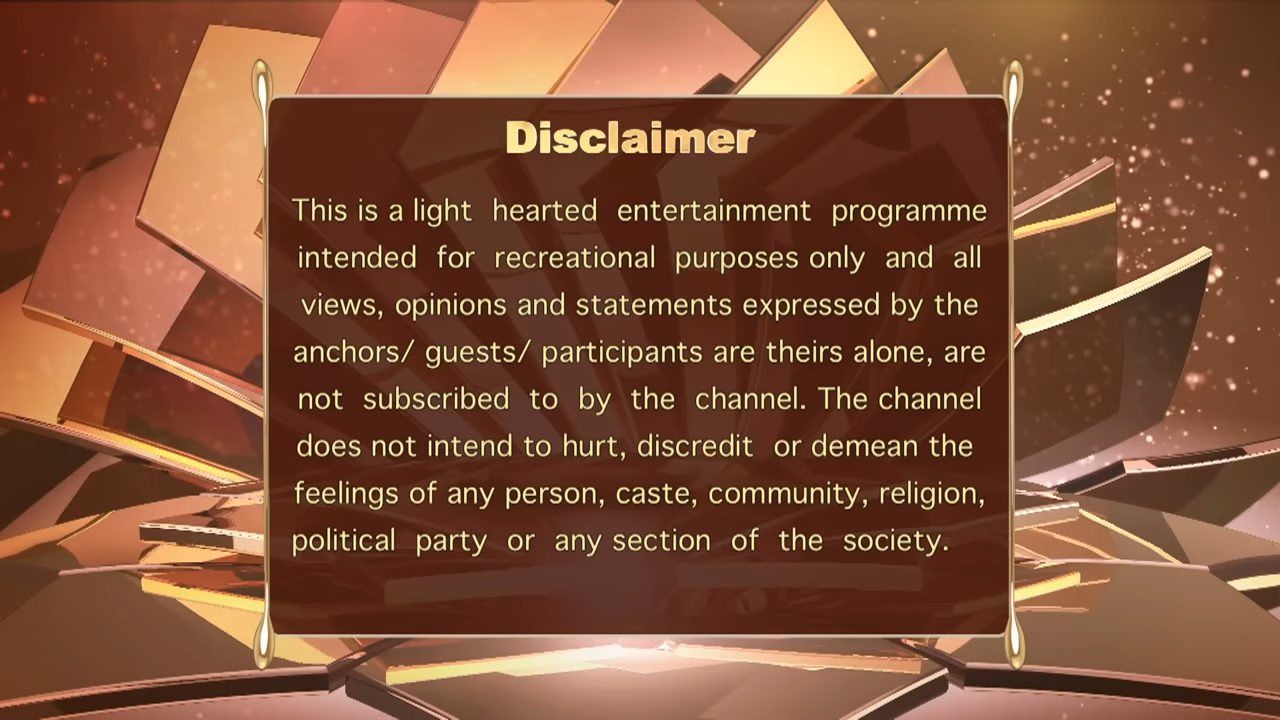 Disclaimer
This is a light hearted entertainment programme
intended for recreational purposes only and all
views, opinions and statements expressed by the
anchors/ guests/ participants are theirs alone, are
not subscribed to by the channel. The channel
does not intend to hurt, discredit or demean the
feelings of any person, caste, community, religion,
political party or any section of the society.